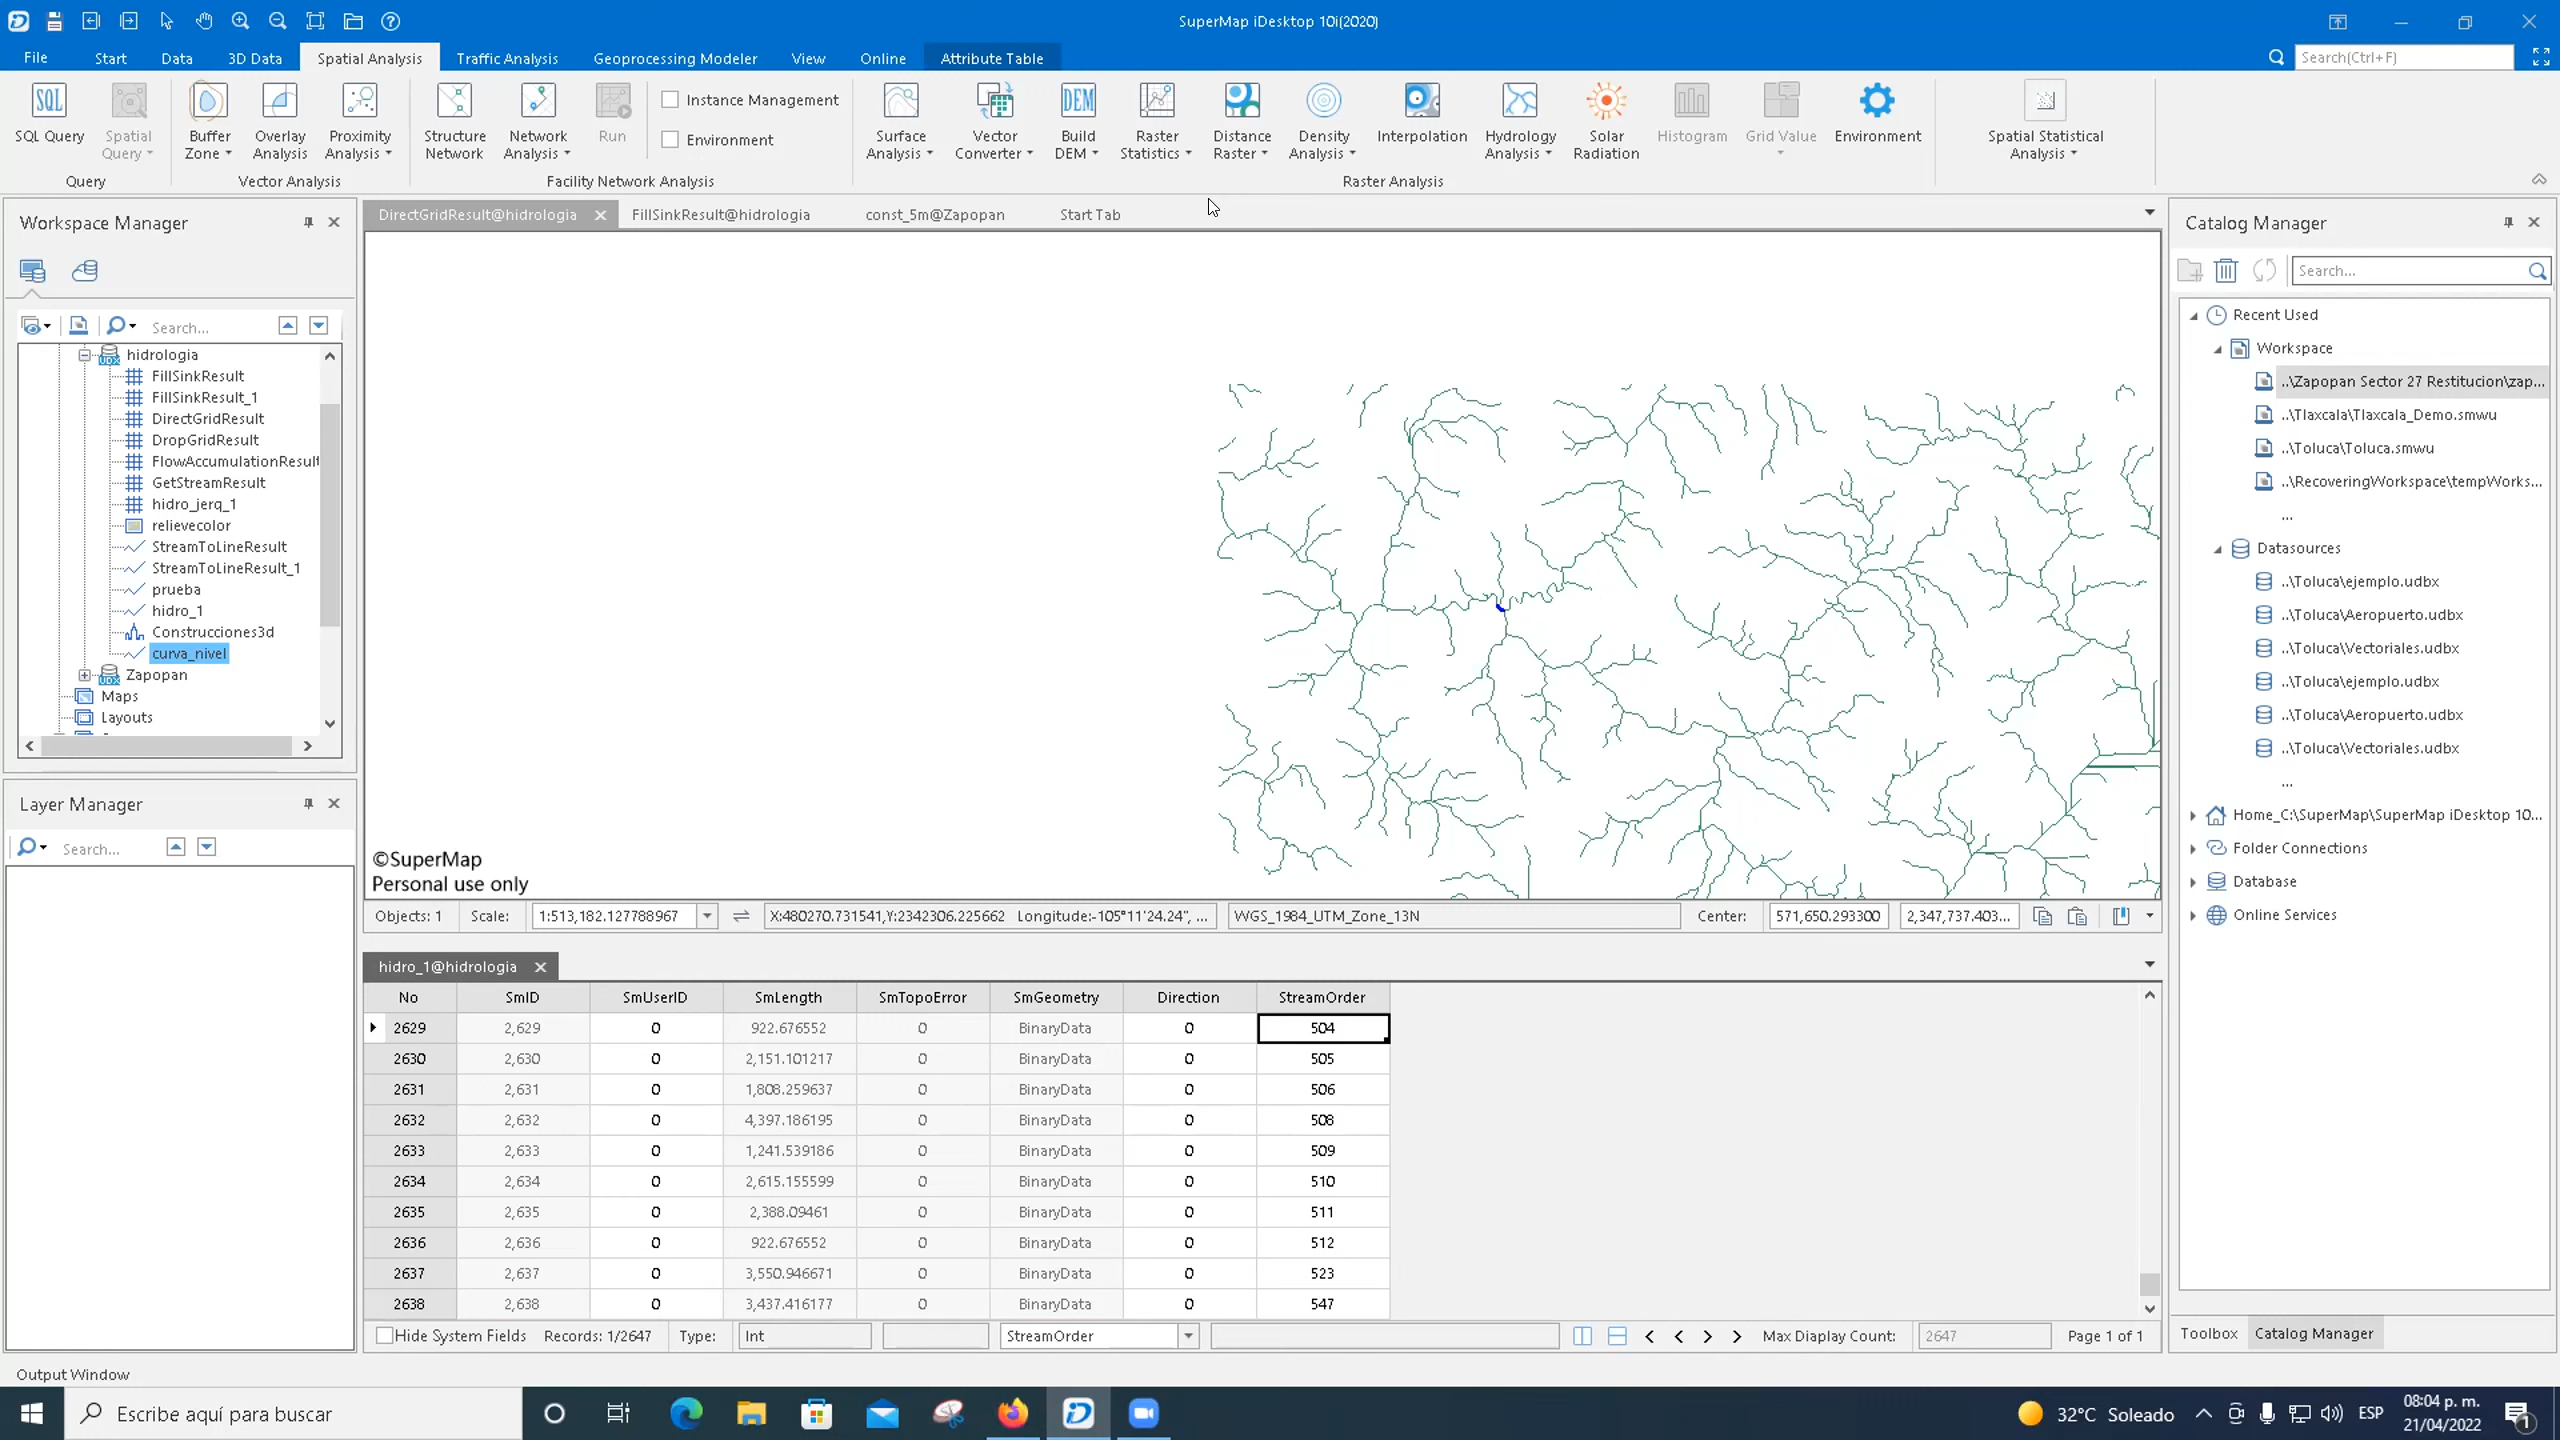 SuperMap iDesktop 10i(2020)
File Start Data 3D Data Spatial Analysis Traffic Analysis Geoprocessing Modeler View Online Attribute Table Search(Ctrl+F)
SQL Query
Spatial Query
Query
Buffer Zone
Overlay Analysis
Proximity Analysis
Vector Analysis
Structure Network
Network Analysis
Run
Instance Management
Environment
Facility Network Analysis
Surface Analysis
Vector Converter
DEM
Build DEM
Raster Statistics
Distance Raster
Density Analysis
Interpolation
Hydrology Analysis
Solar Radiation
Histogram
Grid Value
Environment
Raster Analysis
Spatial Statistical Analysis
Workspace Manager
Search...
hidrologia
FillSinkResult
FillSinkResult_1
DirectGridResult
DropGridResult
FlowAccumulationResult
GetStreamResult
hidro_jerq_1
relievecolor
StreamToLineResult
StreamToLineResult_1
prueba
hidro_1
Construcciones3d
curva_nivel
Zapopan
Maps
Layouts
Layer Manager
Search...
DirectGridResult@hidrologia FillSinkResult@hidrologia const_5m@Zapopan Start Tab
©SuperMap
Personal use only
Objects: 1 Scale: 1:513,182.127788967 X:480270.731541,Y:2342306.225662 Longitude:-105°11'24.24", ... WGS_1984_UTM_Zone_13N Center: 571,650.293300 2,347,737.403...
hidro_1@hidrologia
No SmID SmUserID SmLength SmTopoError SmGeometry Direction StreamOrder
2629 2,629 0 922.676552 0 BinaryData 0 504
2630 2,630 0 2,151.101217 0 BinaryData 0 505
2631 2,631 0 1,808.259637 0 BinaryData 0 506
2632 2,632 0 4,397.186195 0 BinaryData 0 508
2633 2,633 0 1,241.539186 0 BinaryData 0 509
2634 2,634 0 2,615.155599 0 BinaryData 0 510
2635 2,635 0 2,388.09461 0 BinaryData 0 511
2636 2,636 0 922.676552 0 BinaryData 0 512
2637 2,637 0 3,550.946671 0 BinaryData 0 523
2638 2,638 0 3,437.416177 0 BinaryData 0 547
Hide System Fields Records: 1/2647 Type: Int StreamOrder Max Display Count: 2647 Page 1 of 1
Catalog Manager
Search...
Recent Used
Workspace
..\Zapopan Sector 27 Restitucion\zap...
..\Tlaxcala\Tlaxcala_Demo.smwu
..\Toluca\Toluca.smwu
..\RecoveringWorkspace\tempWorks...
...
Datasources
..\Toluca\ejemplo.udbx
..\Toluca\Aeropuerto.udbx
..\Toluca\Vectoriales.udbx
..\Toluca\ejemplo.udbx
..\Toluca\Aeropuerto.udbx
..\Toluca\Vectoriales.udbx
...
Home_C:\SuperMap\SuperMap iDesktop 10...
Folder Connections
Database
Online Services
Toolbox Catalog Manager
Output Window
Escribe aquí para buscar
32°C Soleado
ESP
08:04 p. m.
21/04/2022
1